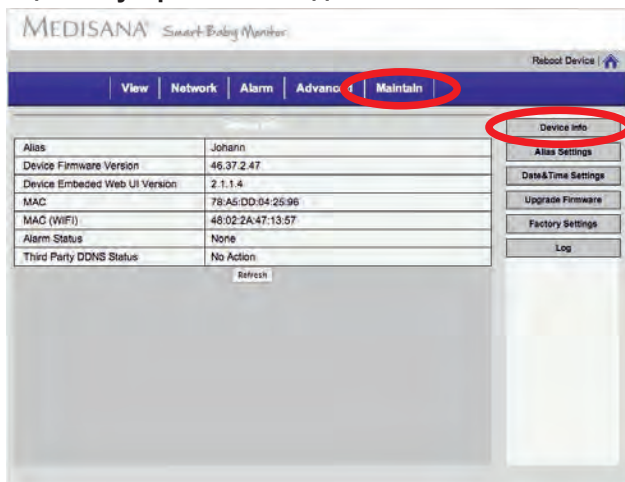 MEDISANA® Smart Baby Monitor
Reboot Device |
View | Network | Alarm | Advanced | Maintain
Device Info
Alias Johann
Alias Settings
Device Firmware Version 46.37.2.47
Date&Time Settings
Device Embeded Web UI Version 2.1.1.4
MAC 78:A5:DD:04:25:96
Upgrade Firmware
MAC (WIFI) 48:02:2A:47:13:57
Factory Settings
Alarm Status None
Log
Third Party DDNS Status No Action
Refresh